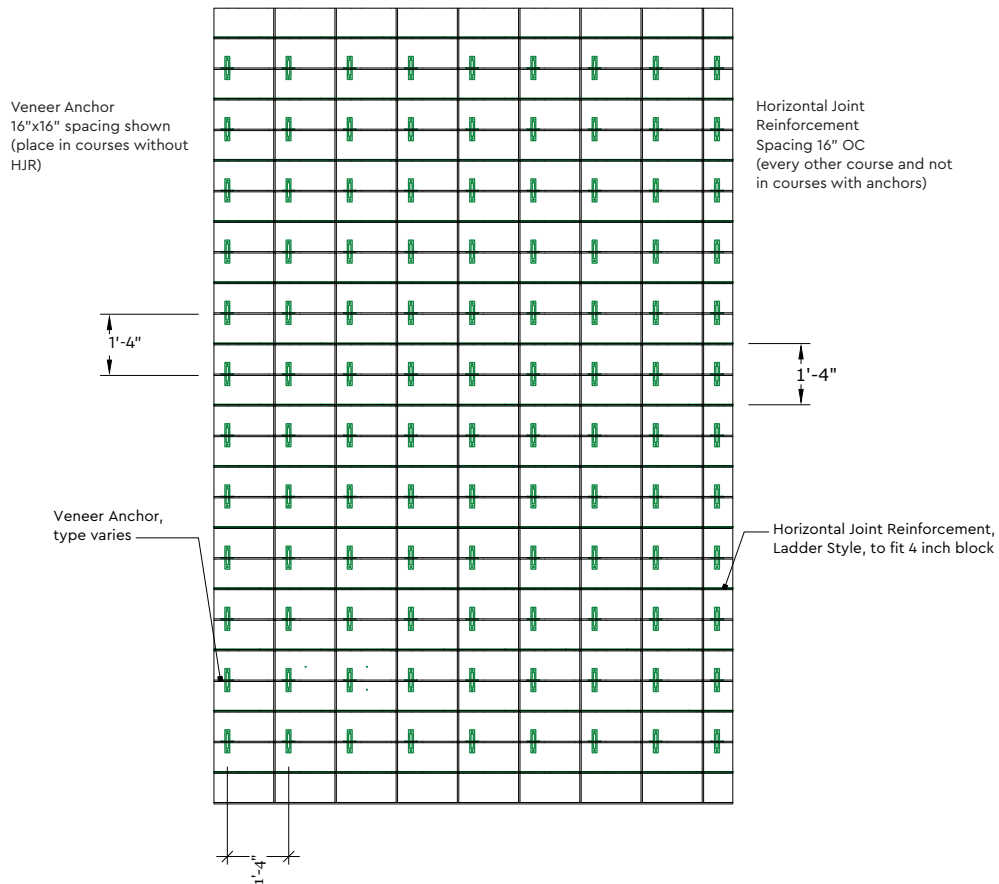 Veneer Anchor
16"x16" spacing shown
(place in courses without
HJR)
Horizontal Joint
Reinforcement
Spacing 16" OC
(every other course and not
in courses with anchors)
1'-4"
1'-4"
Veneer Anchor,
type varies
Horizontal Joint Reinforcement,
Ladder Style, to fit 4 inch block
1'-4"